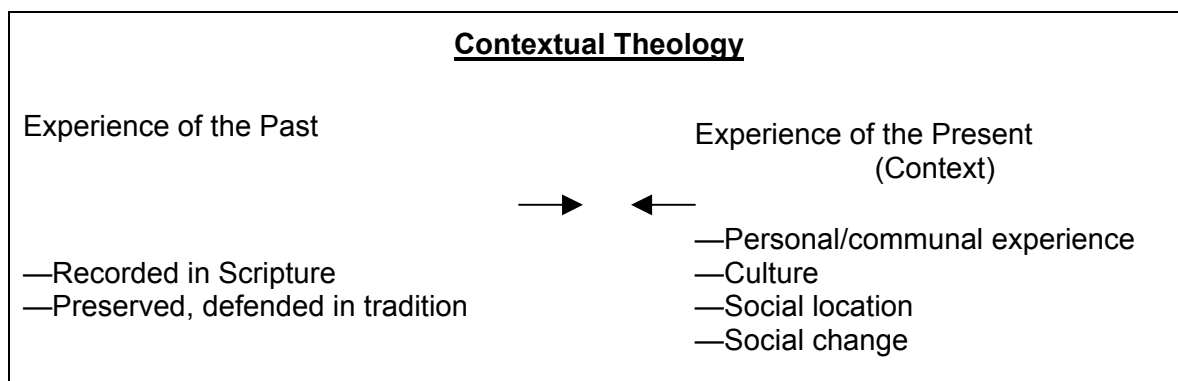 Contextual Theology
Experience of the Past
—Recorded in Scripture
—Preserved, defended in tradition
Experience of the Present
(Context)
—Personal/communal experience
—Culture
—Social location
—Social change